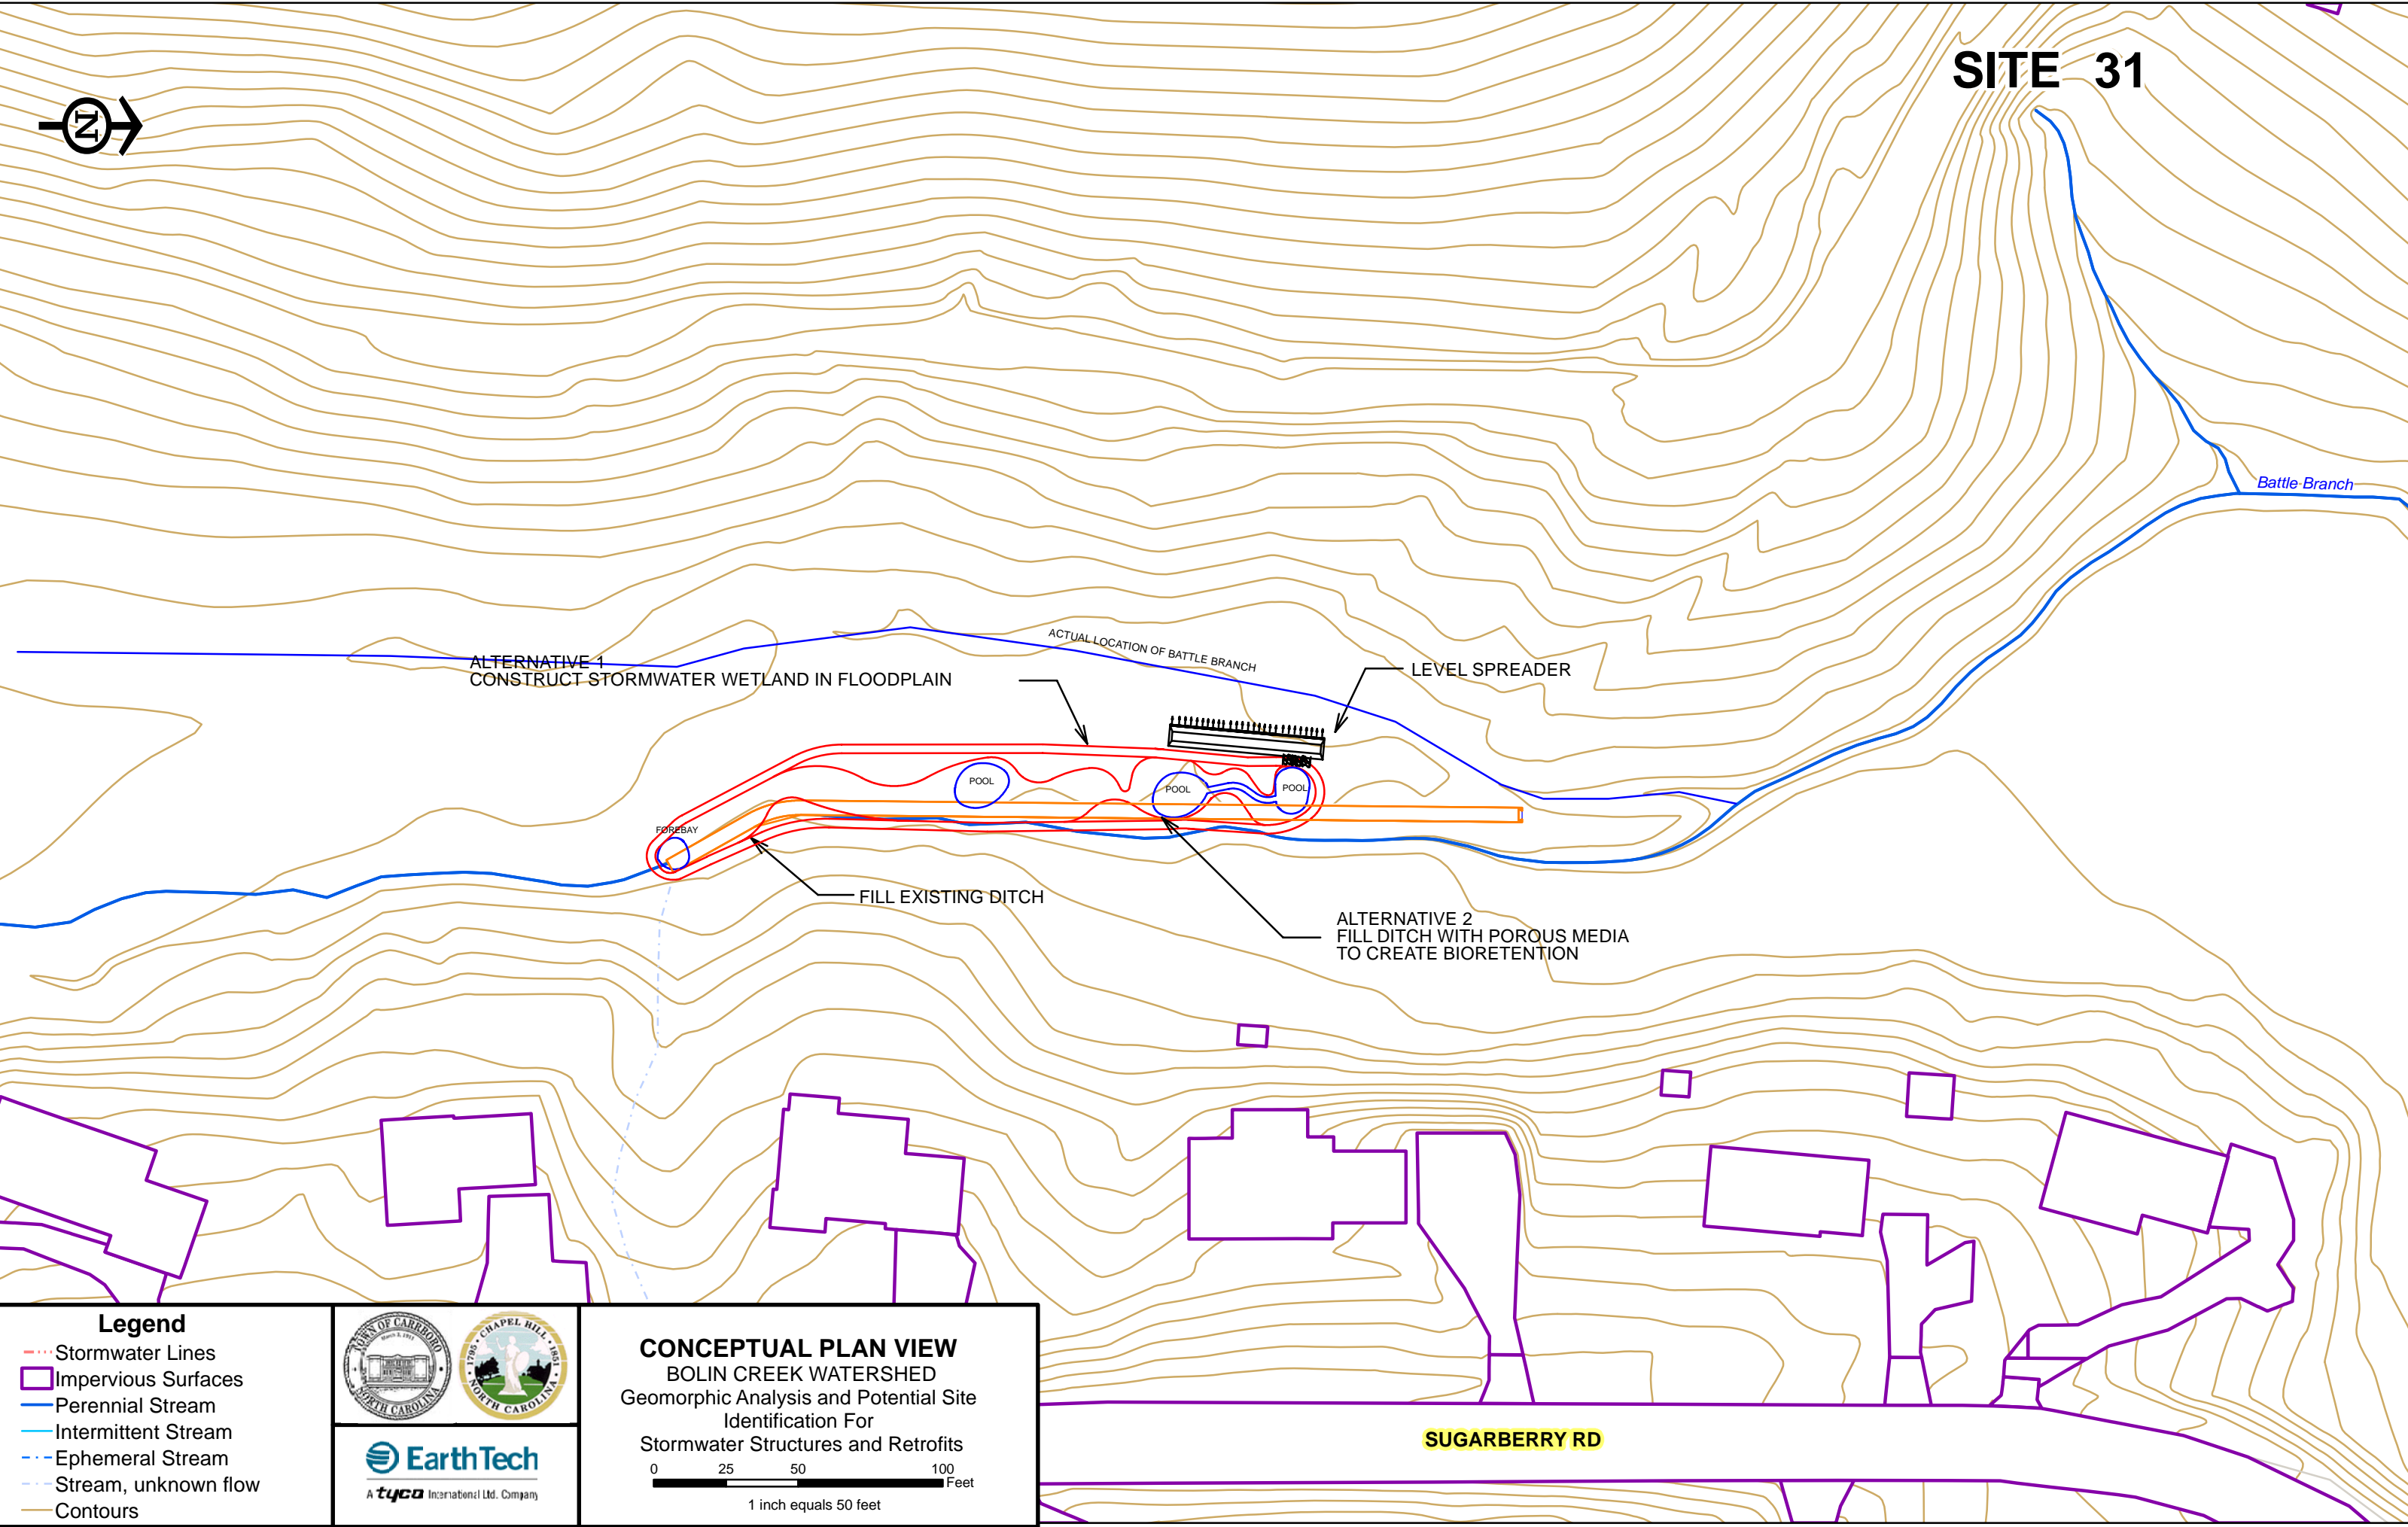 SITE 31
N
Battle Branch
ACTUAL LOCATION OF BATTLE BRANCH
ALTERNATIVE 1
CONSTRUCT STORMWATER WETLAND IN FLOODPLAIN
LEVEL SPREADER
POOL
POOL
POOL
FOREBAY
FILL EXISTING DITCH
ALTERNATIVE 2
FILL DITCH WITH POROUS MEDIA
TO CREATE BIORETENTION
SUGARBERRY RD
Legend
Stormwater Lines
Impervious Surfaces
Perennial Stream
Intermittent Stream
Ephemeral Stream
Stream, unknown flow
Contours
TOWN OF CARRBORO
March 3, 1911
NORTH CAROLINA
CHAPEL HILL
1795
1851
NORTH CAROLINA
EarthTech
A tyco International Ltd. Company
CONCEPTUAL PLAN VIEW
BOLIN CREEK WATERSHED
Geomorphic Analysis and Potential Site
Identification For
Stormwater Structures and Retrofits
0 25 50 100
Feet
1 inch equals 50 feet